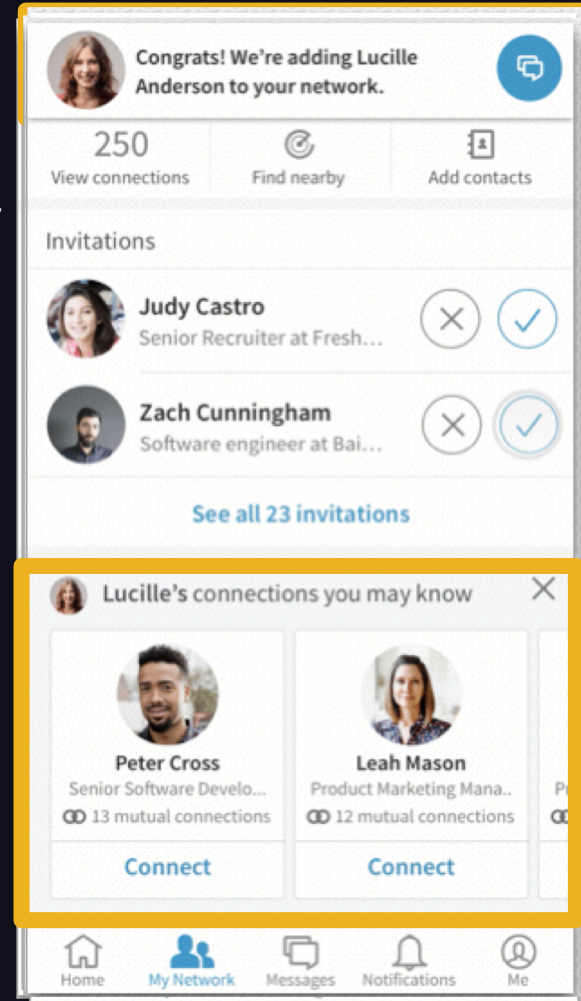 Congrats! We're adding Lucille
Anderson to your network.
250
View connections
Find nearby
Add contacts
Invitations
Judy Castro
Senior Recruiter at Fresh...
Zach Cunningham
Software engineer at Bai...
See all 23 invitations
Lucille's connections you may know
Peter Cross
Senior Software Develo...
13 mutual connections
Connect
Leah Mason
Product Marketing Mana..
12 mutual connections
Connect
Home
My Network
Messages
Notifications
Me